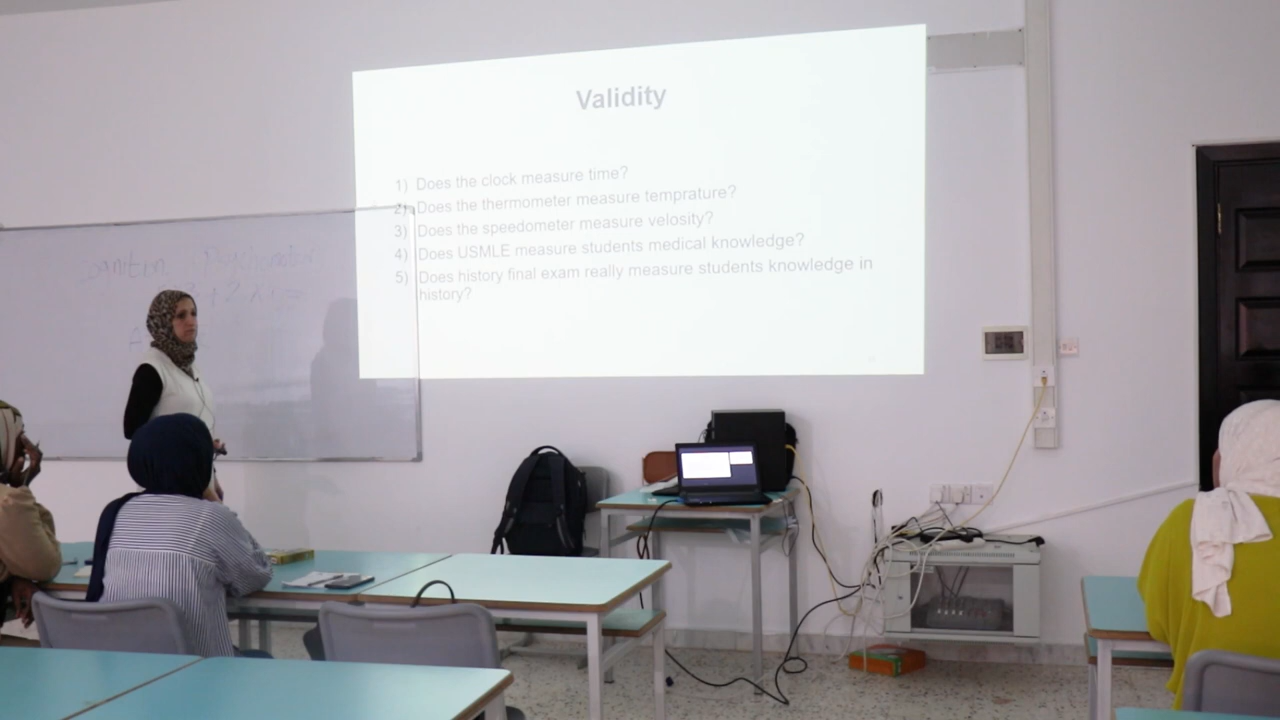 Validity
1) Does the clock measure time?
2) Does the thermometer measure temprature?
3) Does the speedometer measure velosity?
4) Does USMLE measure students medical knowledge?
5) Does history final exam really measure students knowledge in
history?